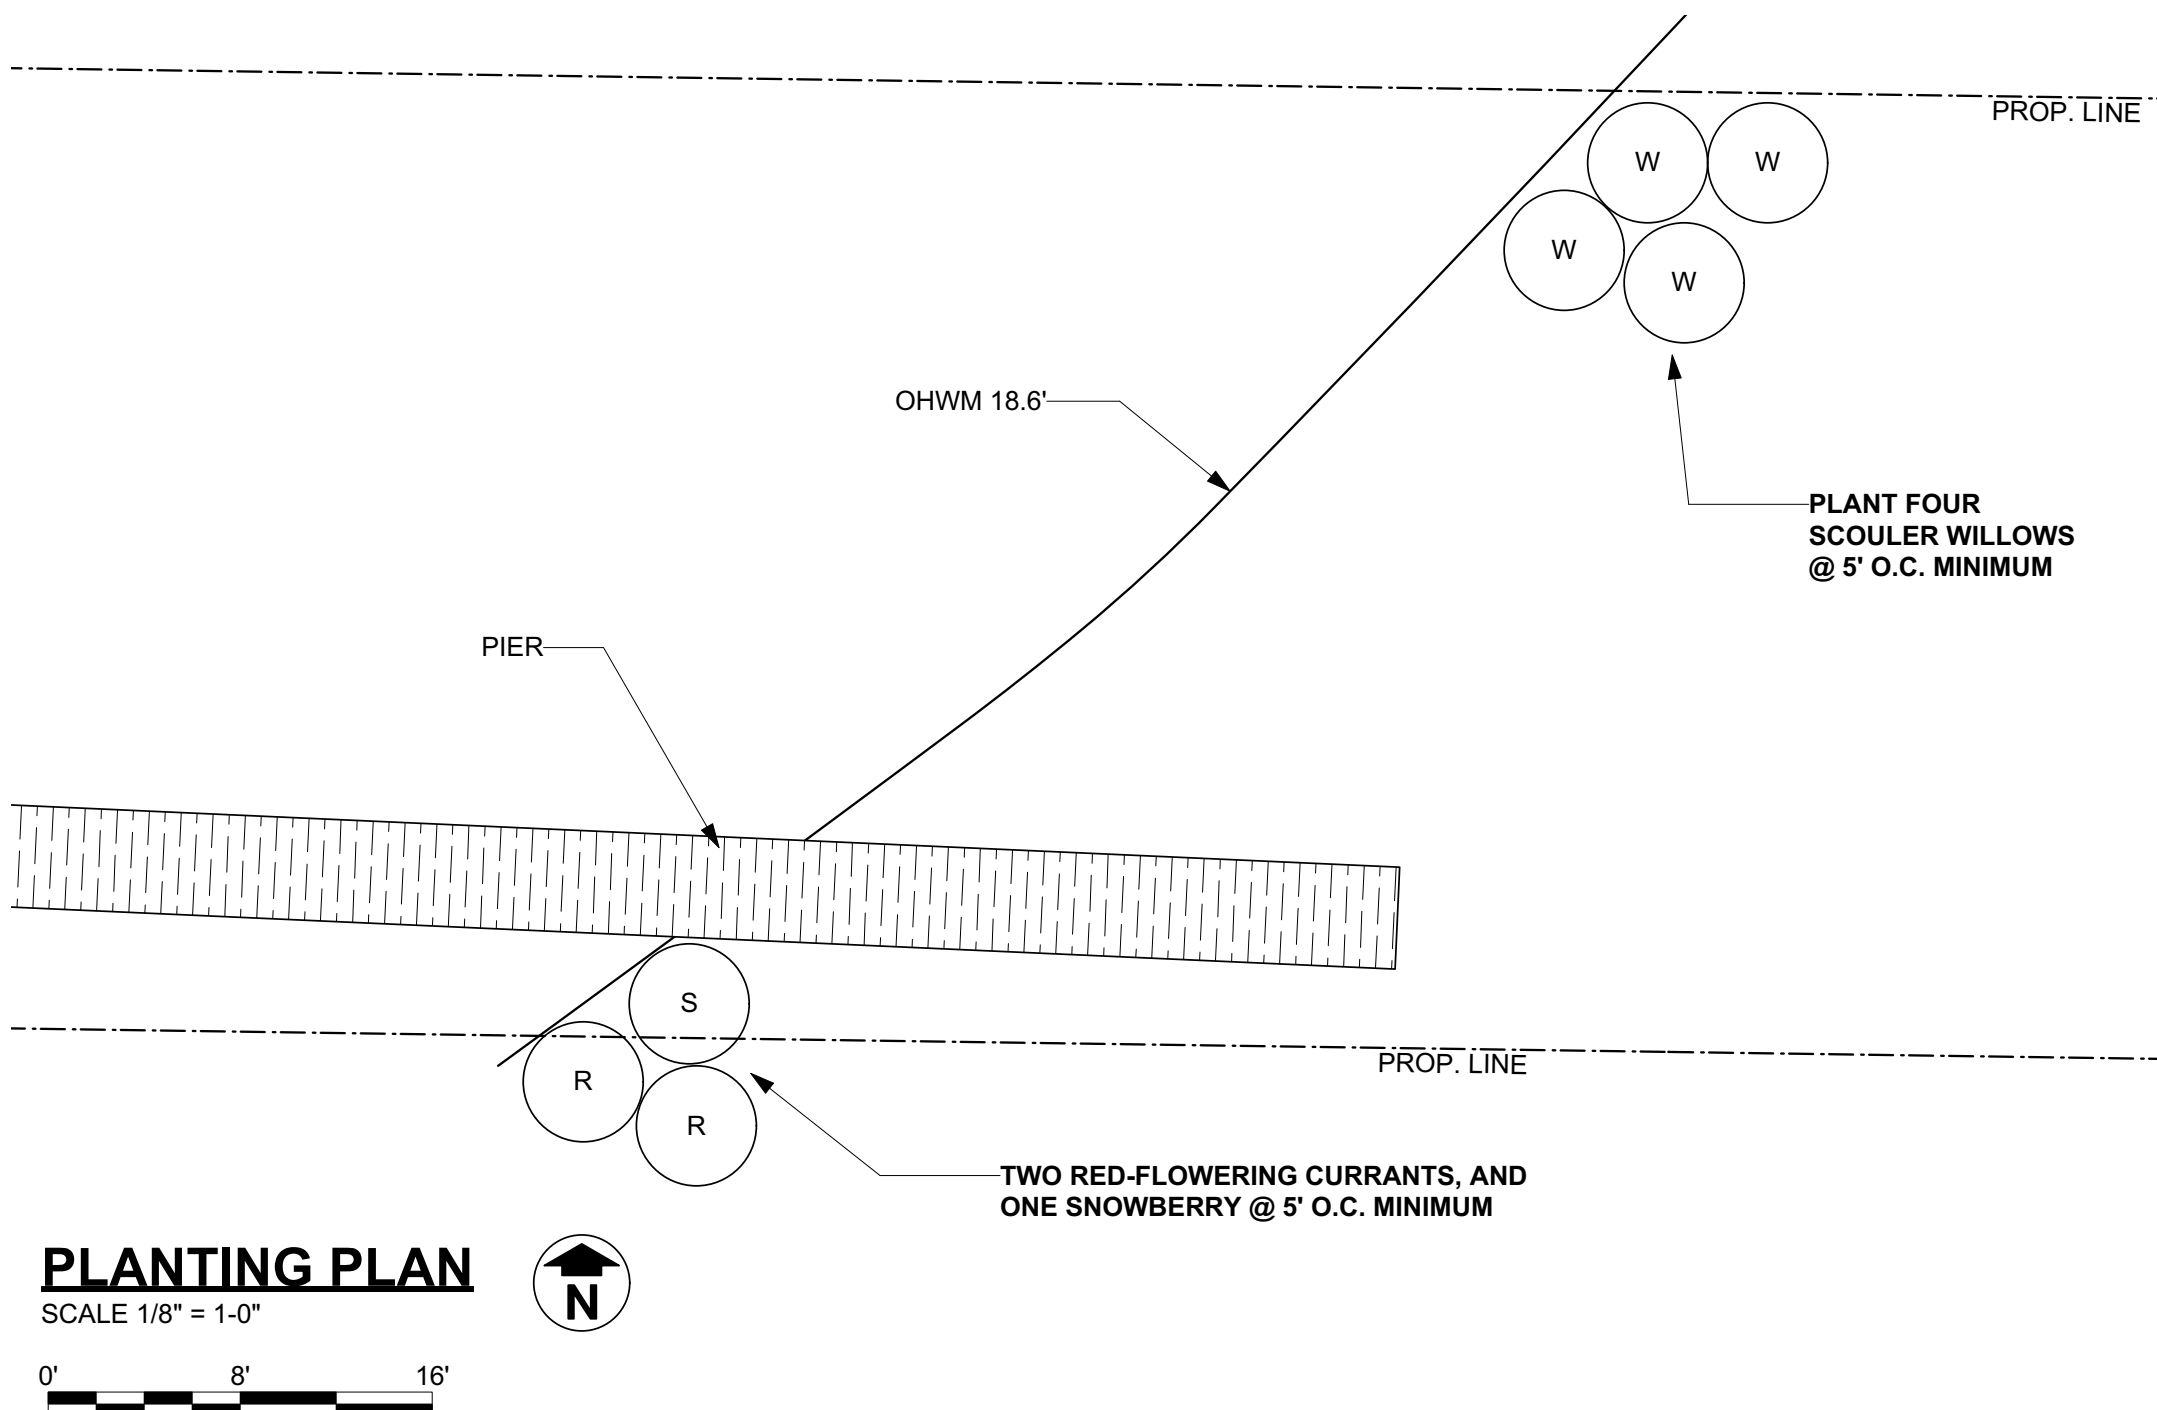 PROP. LINE
W
W
W
W
OHWM 18.6'
PLANT FOUR
SCOULER WILLOWS
@ 5' O.C. MINIMUM
PIER
S
PROP. LINE
R
R
TWO RED-FLOWERING CURRANTS, AND
ONE SNOWBERRY @ 5' O.C. MINIMUM
PLANTING PLAN
SCALE 1/8" = 1-0"
N
0' 8' 16'